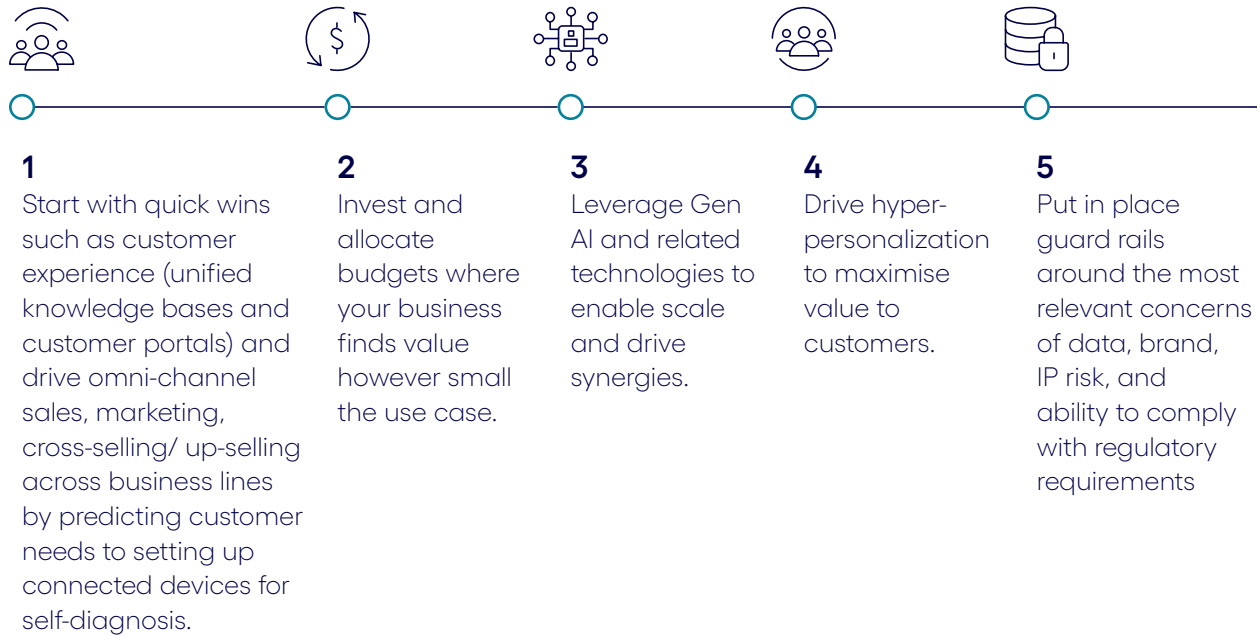 1
Start with quick wins
such as customer
experience (unified
knowledge bases and
customer portals) and
drive omni-channel
sales, marketing,
cross-selling/ up-selling
across business lines
by predicting customer
needs to setting up
connected devices for
self-diagnosis.
2
Invest and
allocate
budgets where
your business
finds value
however small
the use case.
3
Leverage Gen
AI and related
technologies to
enable scale
and drive
synergies.
4
Drive hyper-
personalization
to maximise
value to
customers.
5
Put in place
guard rails
around the most
relevant concerns
of data, brand,
IP risk, and
ability to comply
with regulatory
requirements